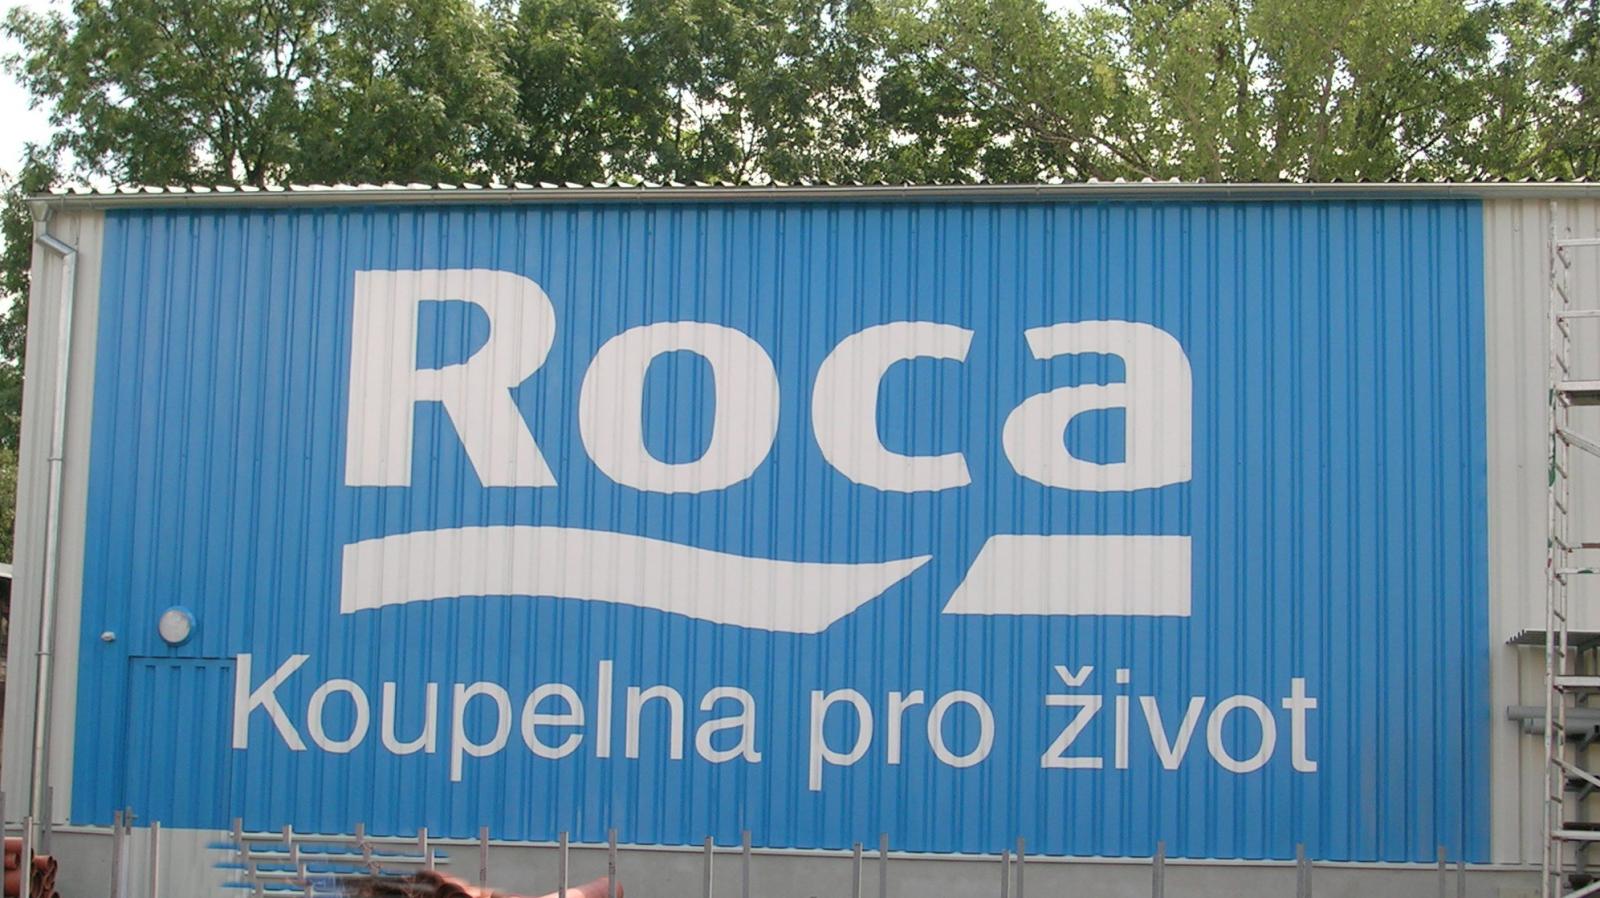 Roca
Koupelna pro život